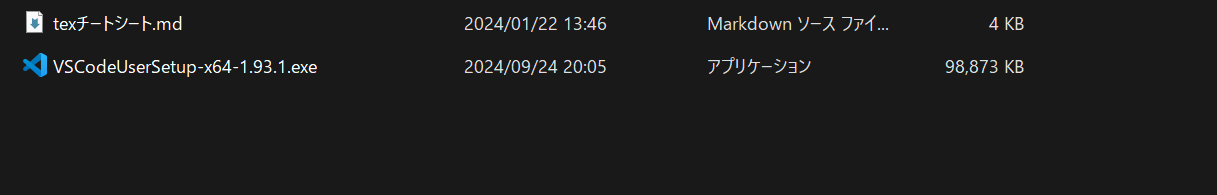 texチートシート.md 2024/01/22 13:46 Markdown ソース ファイ... 4 KB
VSCodeUserSetup-x64-1.93.1.exe 2024/09/24 20:05 アプリケーション 98,873 KB